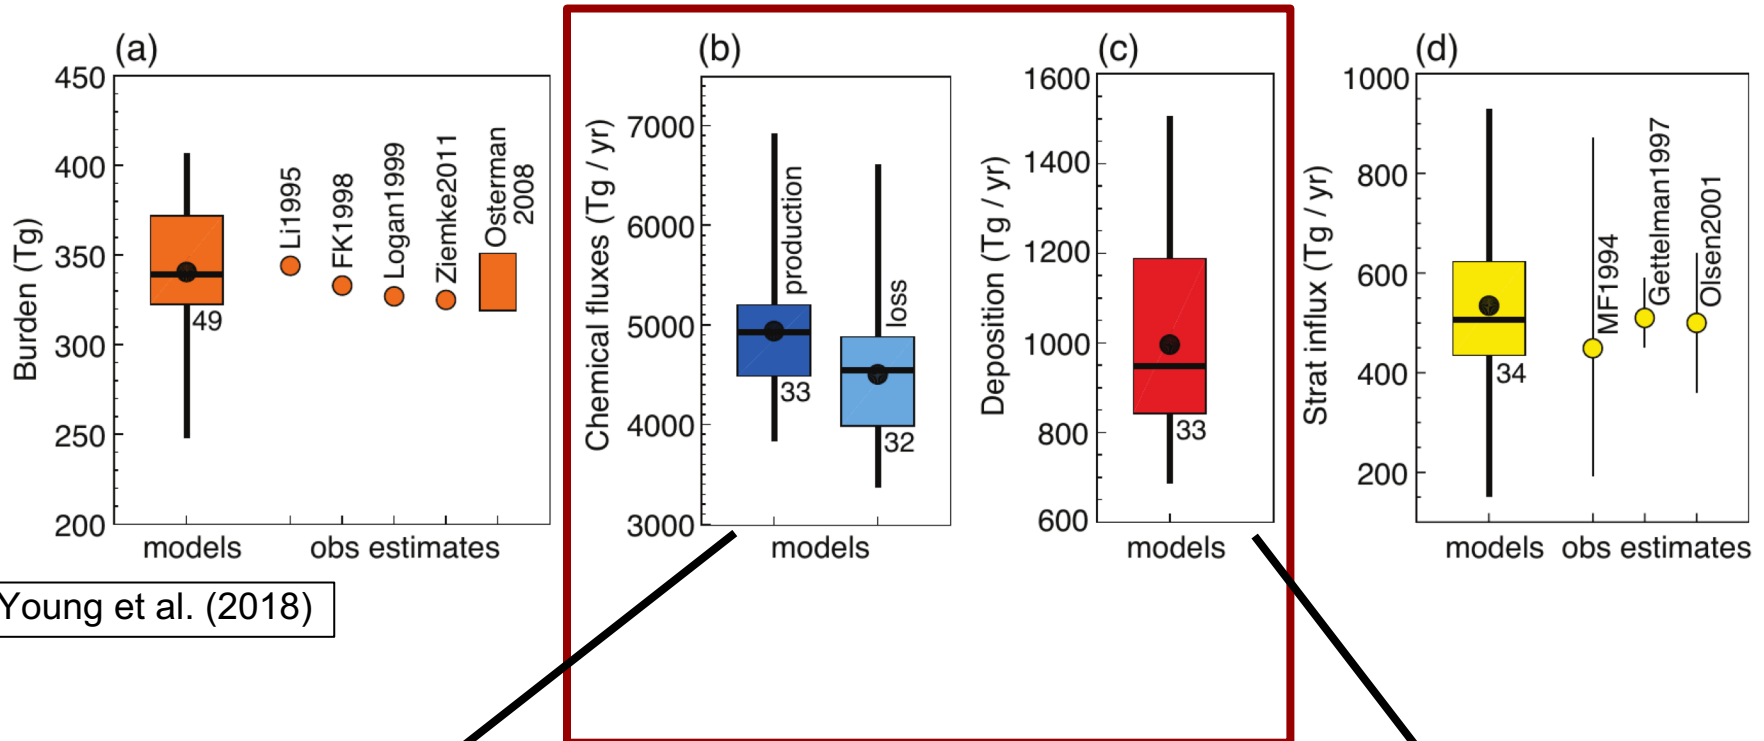 (a)
450
400
350
300
250
200
Burden (Tg)
49
Li1995
FK1998
Logan1999
Ziemke2011
Osterman
2008
models
obs estimates
(b)
7000
6000
5000
4000
3000
Chemical fluxes (Tg / yr)
production
33
loss
32
models
(c)
1600
1400
1200
1000
800
600
Deposition (Tg / yr)
33
models
(d)
1000
800
600
400
200
Strat influx (Tg / yr)
34
MF1994
Gettelman1997
Olsen2001
models
obs estimates
Young et al. (2018)